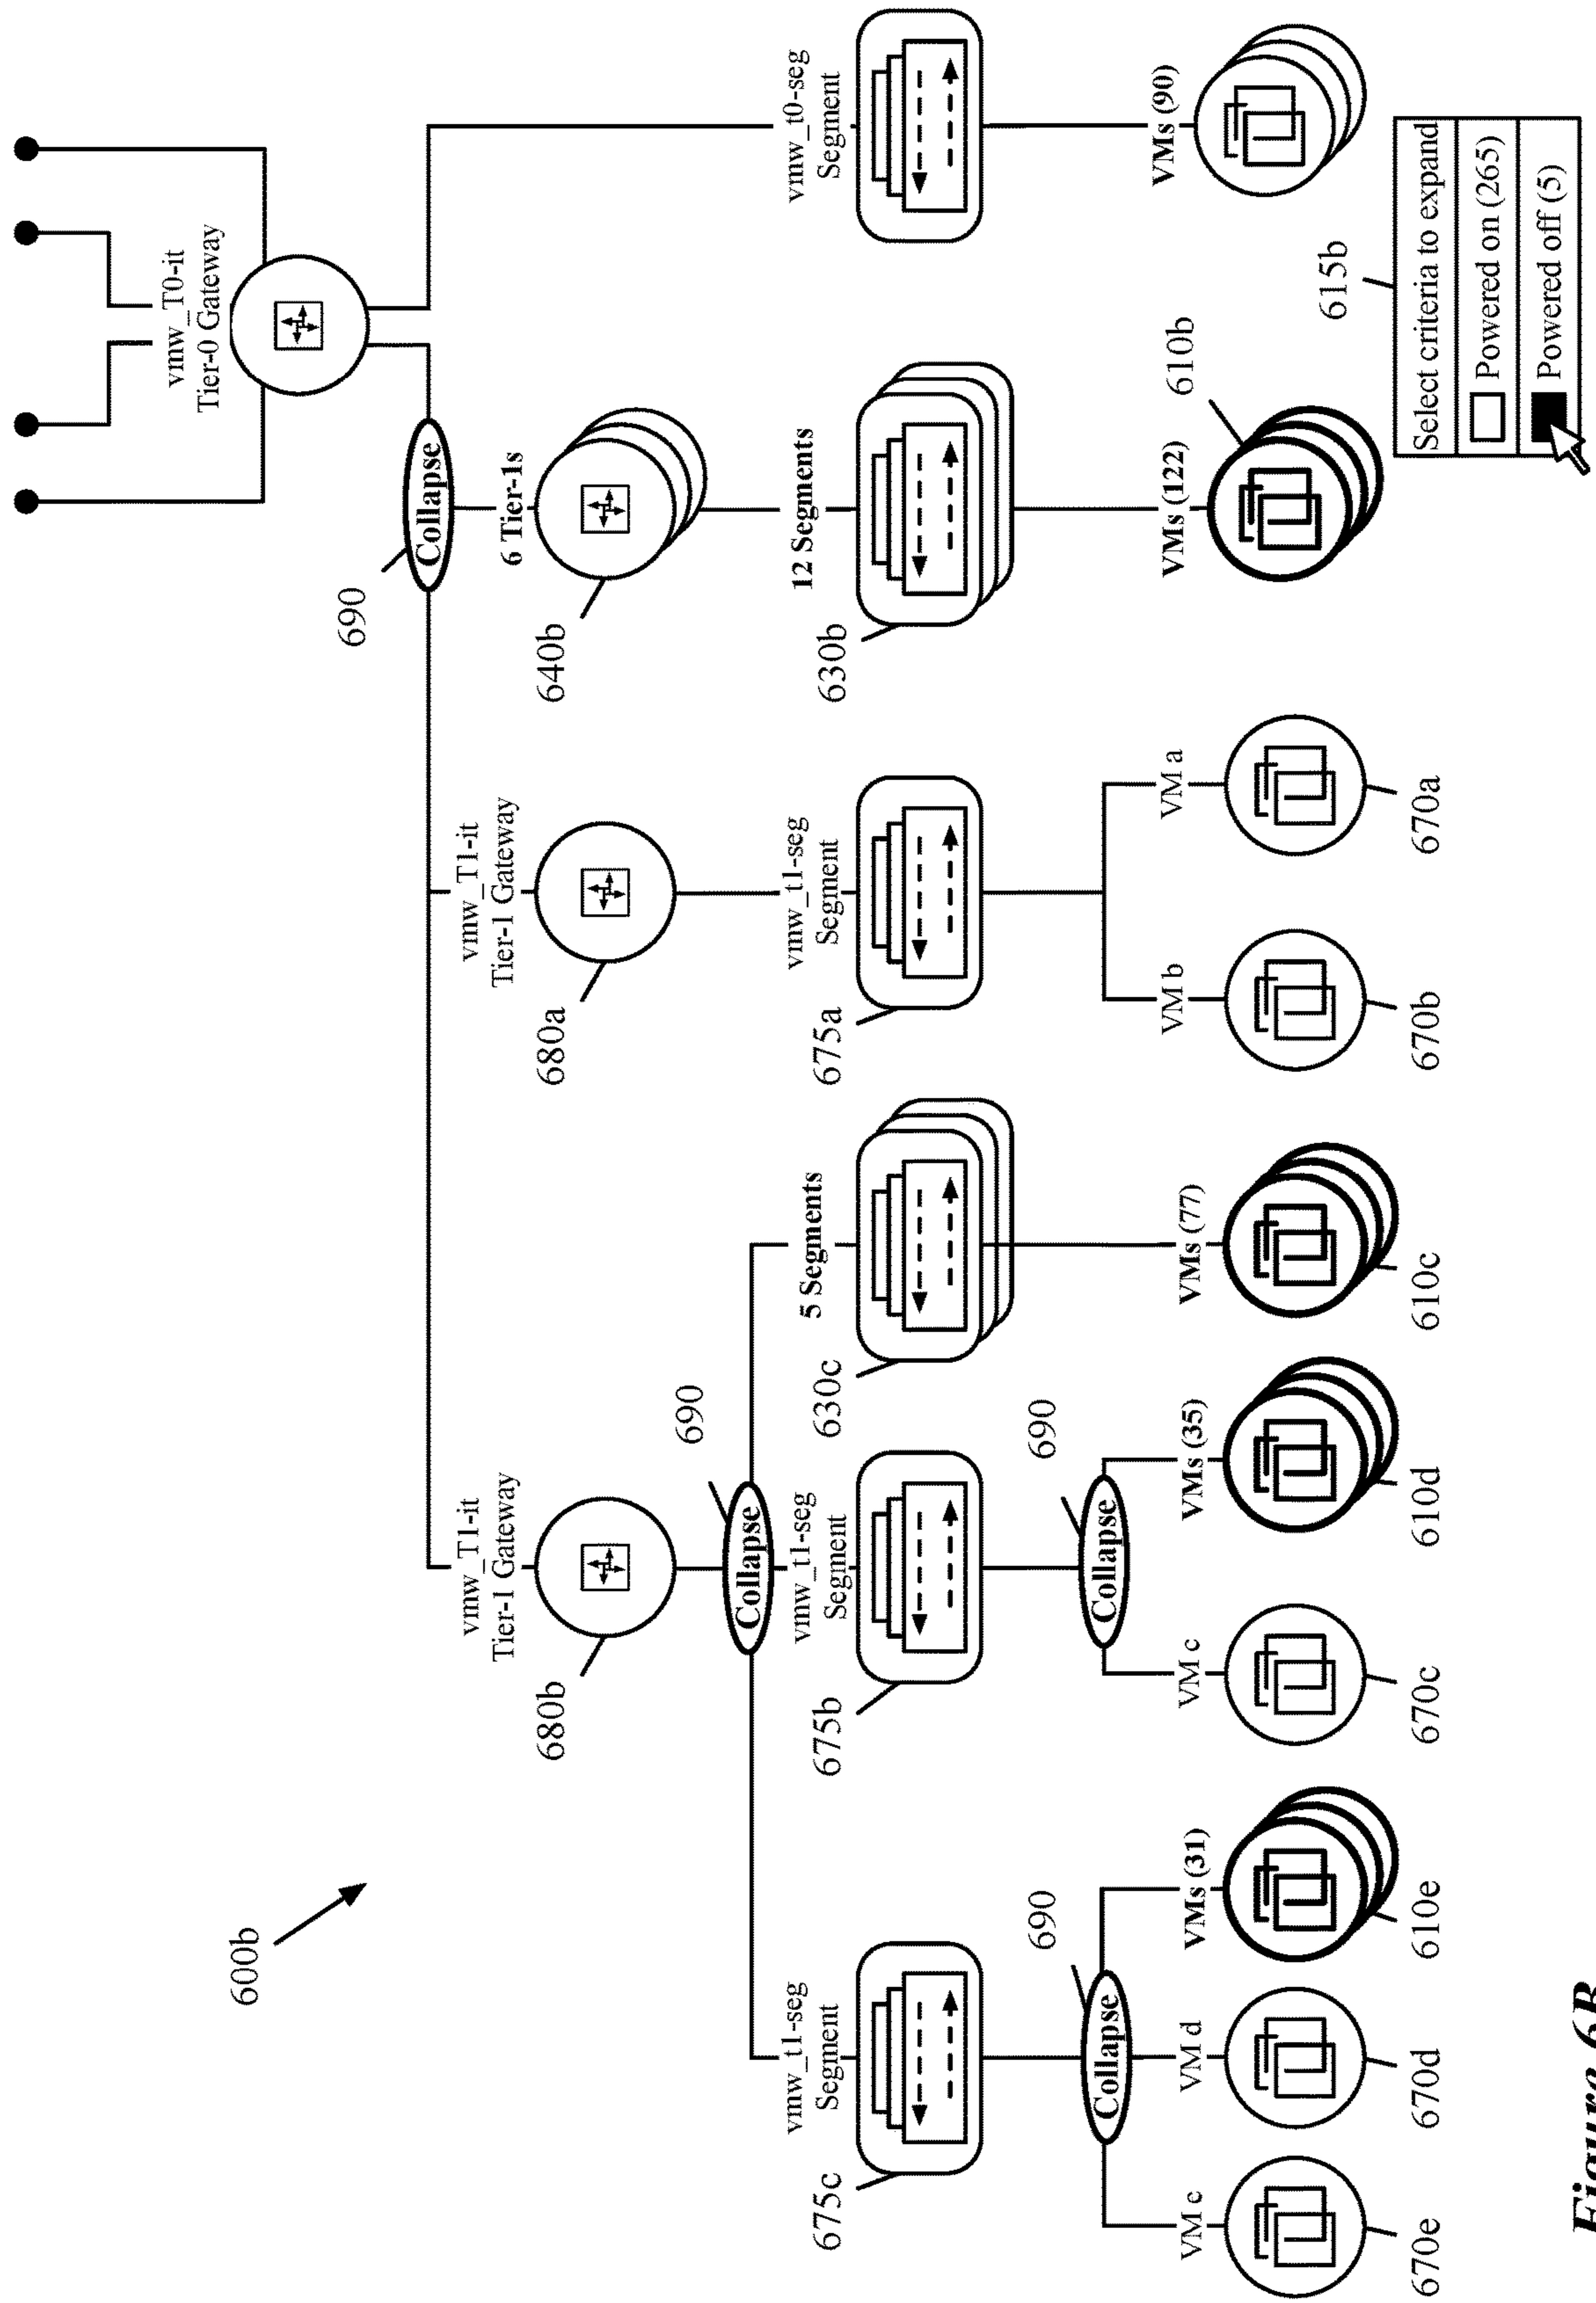 vmw_T0-it
Tier-0 Gateway
600b
690
Collapse
vmw_T1-it
Tier-1 Gateway
vmw_T1-it
Tier-1 Gateway
6 Tier-1s
680b
680a
640b
690
Collapse
vmw_t1-seg
Segment
vmw_t1-seg
Segment
5 Segments
vmw_t1-seg
Segment
12 Segments
vmw_t0-seg
Segment
675c
675b
630c
675a
630b
690
690
Collapse
Collapse
VM e
VM d
VMs (31)
VM c
VMs (35)
VMs (77)
VM b
VM a
VMs (122)
VMs (90)
610b
670e
670d
610e
670c
610d
610c
670b
670a
615b
Select criteria to expand
Powered on (265)
Powered off (5)
Figure 6B